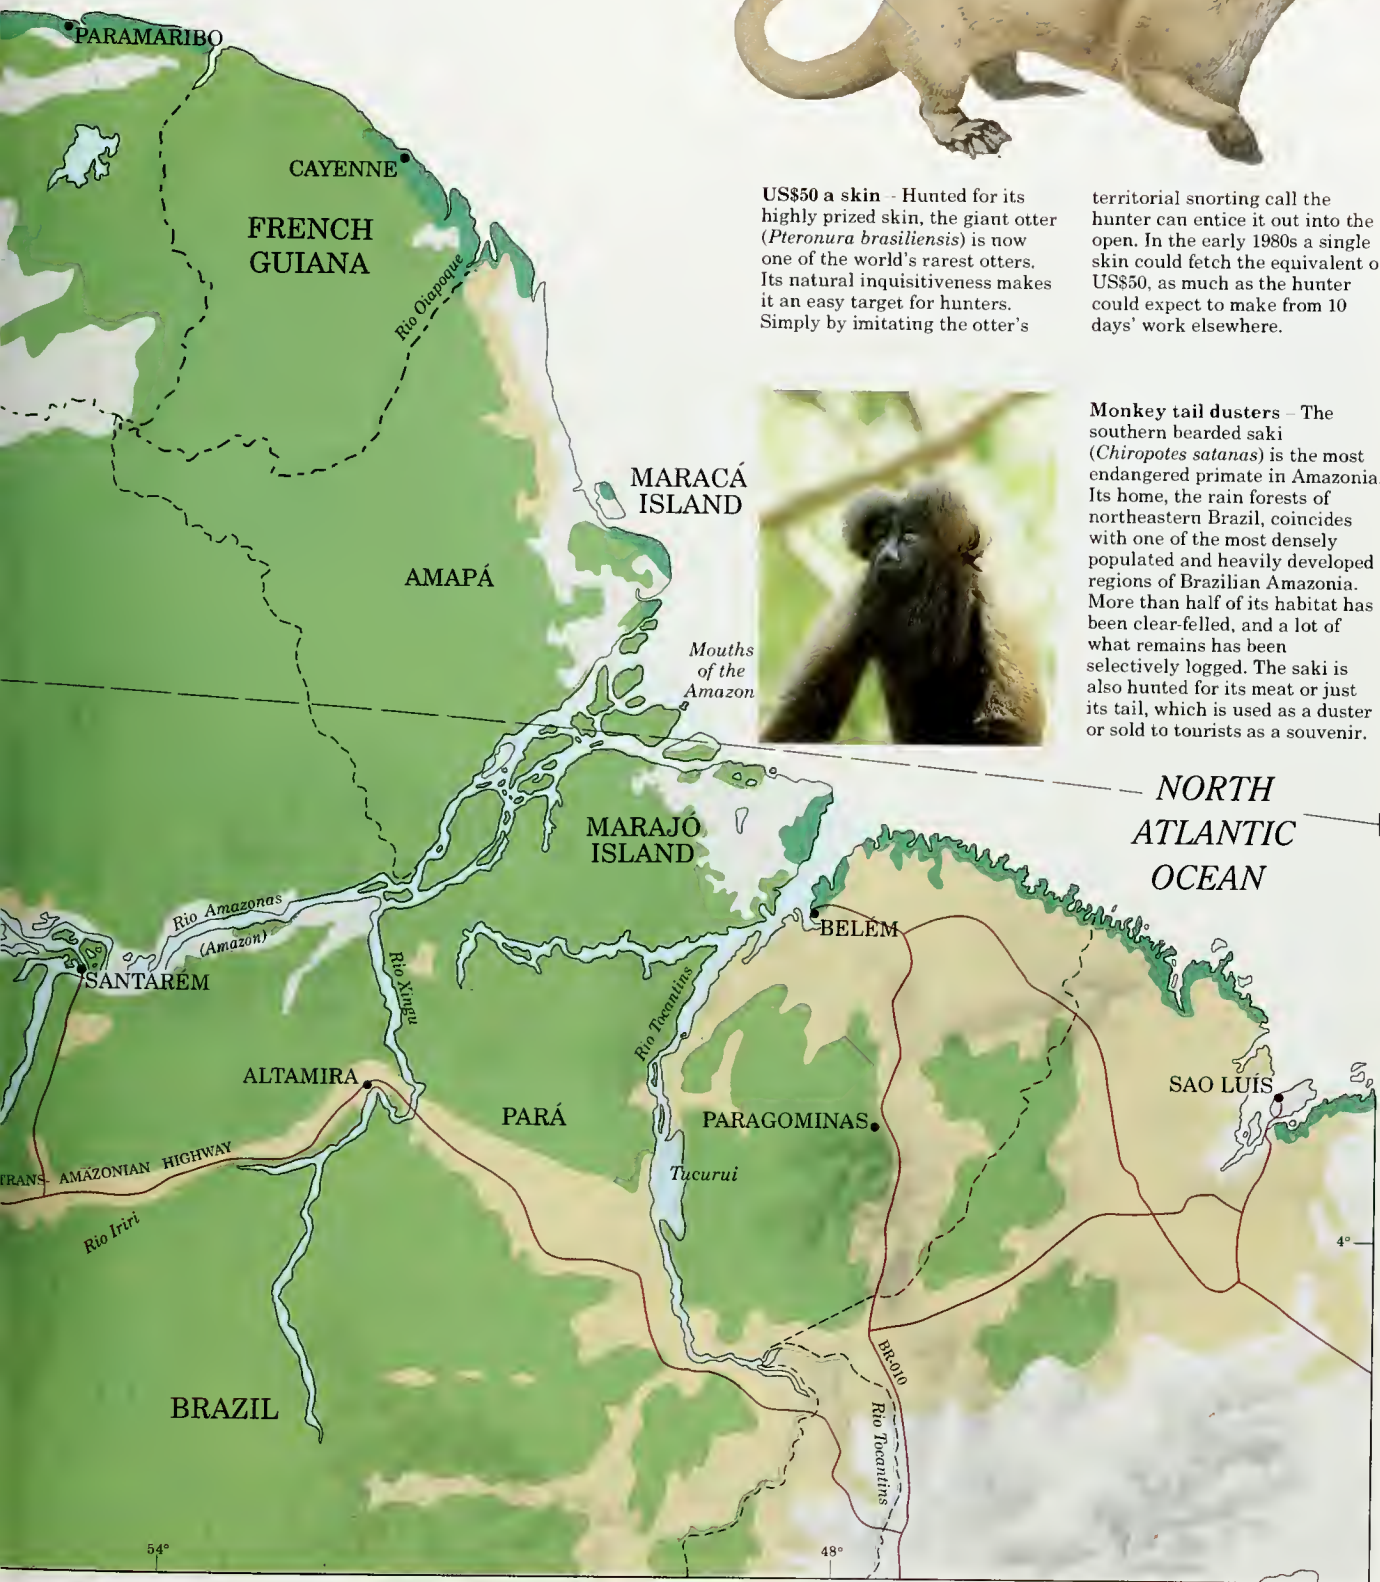 PARAMARIBO
CAYENNE
FRENCH
GUIANA
Rio Oiapoque
US$50 a skin – Hunted for its
highly prized skin, the giant otter
(Pteronura brasiliensis) is now
one of the world's rarest otters.
Its natural inquisitiveness makes
it an easy target for hunters.
Simply by imitating the otter's
territorial snorting call the
hunter can entice it out into the
open. In the early 1980s a single
skin could fetch the equivalent o
US$50, as much as the hunter
could expect to make from 10
days' work elsewhere.
Monkey tail dusters – The
southern bearded saki
(Chiropotes satanas) is the most
endangered primate in Amazonia.
Its home, the rain forests of
northeastern Brazil, coincides
with one of the most densely
populated and heavily developed
regions of Brazilian Amazonia.
More than half of its habitat has
been clear-felled, and a lot of
what remains has been
selectively logged. The saki is
also hunted for its meat or just
its tail, which is used as a duster
or sold to tourists as a souvenir.
MARACÁ
ISLAND
AMAPÁ
Mouths
of the
Amazon
NORTH
ATLANTIC
OCEAN
MARAJÓ
ISLAND
Rio Amazonas
(Amazon)
BELÉM
SANTARÉM
Rio Xingu
Rio Tocantins
ALTAMIRA
SAO LUÍS
PARÁ
PARAGOMINAS
TRANS-AMAZONIAN HIGHWAY
Tucurui
Rio Iriri
4°
BR-010
BRAZIL
Rio Tocantins
54°
48°